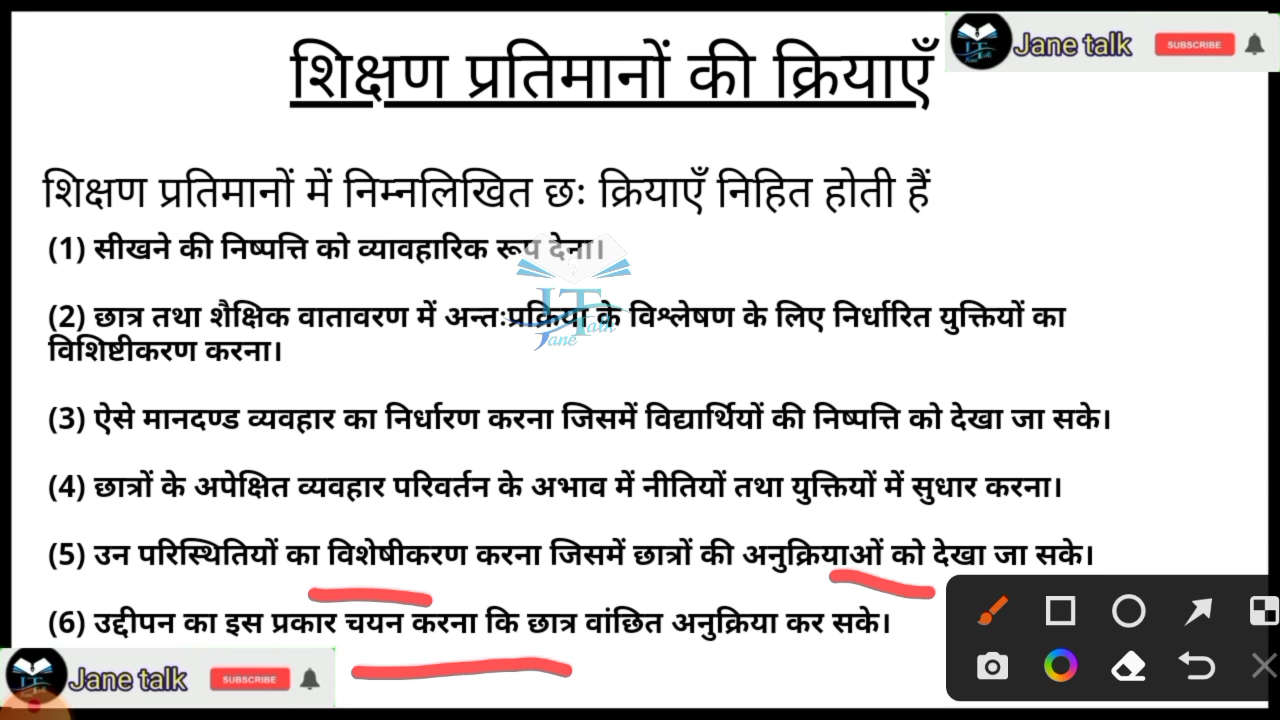 शिक्षण प्रतिमानों की क्रियाएँ
Jane talk
SUBSCRIBE
शिक्षण प्रतिमानों में निम्नलिखित छः क्रियाएँ निहित होती हैं
(1) सीखने की निष्पत्ति को व्यावहारिक रूप देना।
(2) छात्र तथा शैक्षिक वातावरण में अन्तःप्रक्रिया के विश्लेषण के लिए निर्धारित युक्तियों का
विशिष्टीकरण करना।
JT
Jane Talk
(3) ऐसे मानदण्ड व्यवहार का निर्धारण करना जिसमें विद्यार्थियों की निष्पत्ति को देखा जा सके।
(4) छात्रों के अपेक्षित व्यवहार परिवर्तन के अभाव में नीतियों तथा युक्तियों में सुधार करना।
(5) उन परिस्थितियों का विशेषीकरण करना जिसमें छात्रों की अनुक्रियाओं को देखा जा सके।
(6) उद्दीपन का इस प्रकार चयन करना कि छात्र वांछित अनुक्रिया कर सके।
Jane talk
SUBSCRIBE